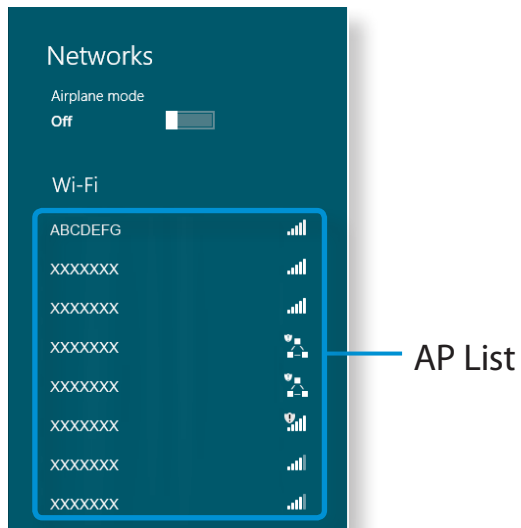 Networks
Airplane mode
Off
Wi-Fi
ABCDEFG
XXXXXXX
XXXXXXX
XXXXXXX
XXXXXXX
XXXXXXX
XXXXXXX
XXXXXXX
AP List